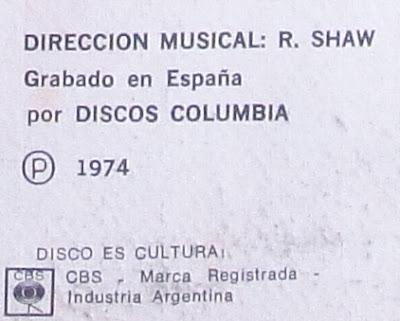 DIRECCION MUSICAL: R. SHAW
Grabado en España
por DISCOS COLUMBIA
Ⓟ 1974
DISCO ES CULTURA
CBS CBS - Marca Registrada -
Industria Argentina